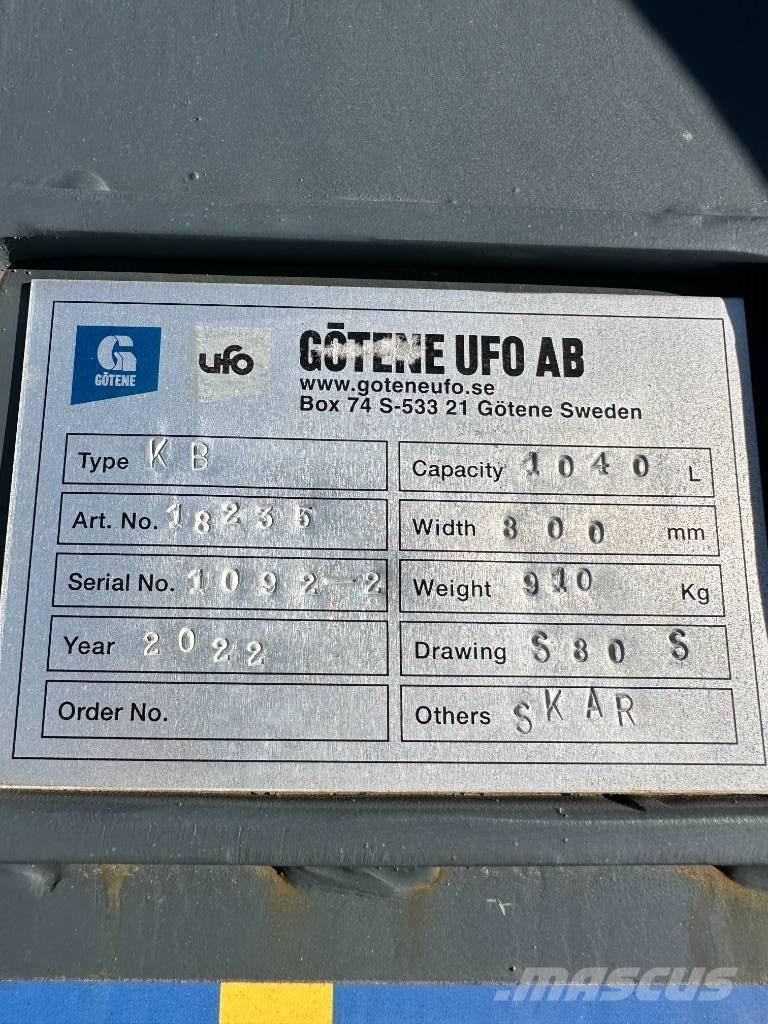 GÖTENE
ufo
GÖTENE UFO AB
www.goteneufo.se
Box 74 S-533 21 Götene Sweden
Type KB
Capacity 1040 L
Art. No. 18235
Width 800 mm
Serial No. 1092-2
Weight 910 Kg
Year 2022
Drawing S80 S
Order No.
Others SKAR
mascus